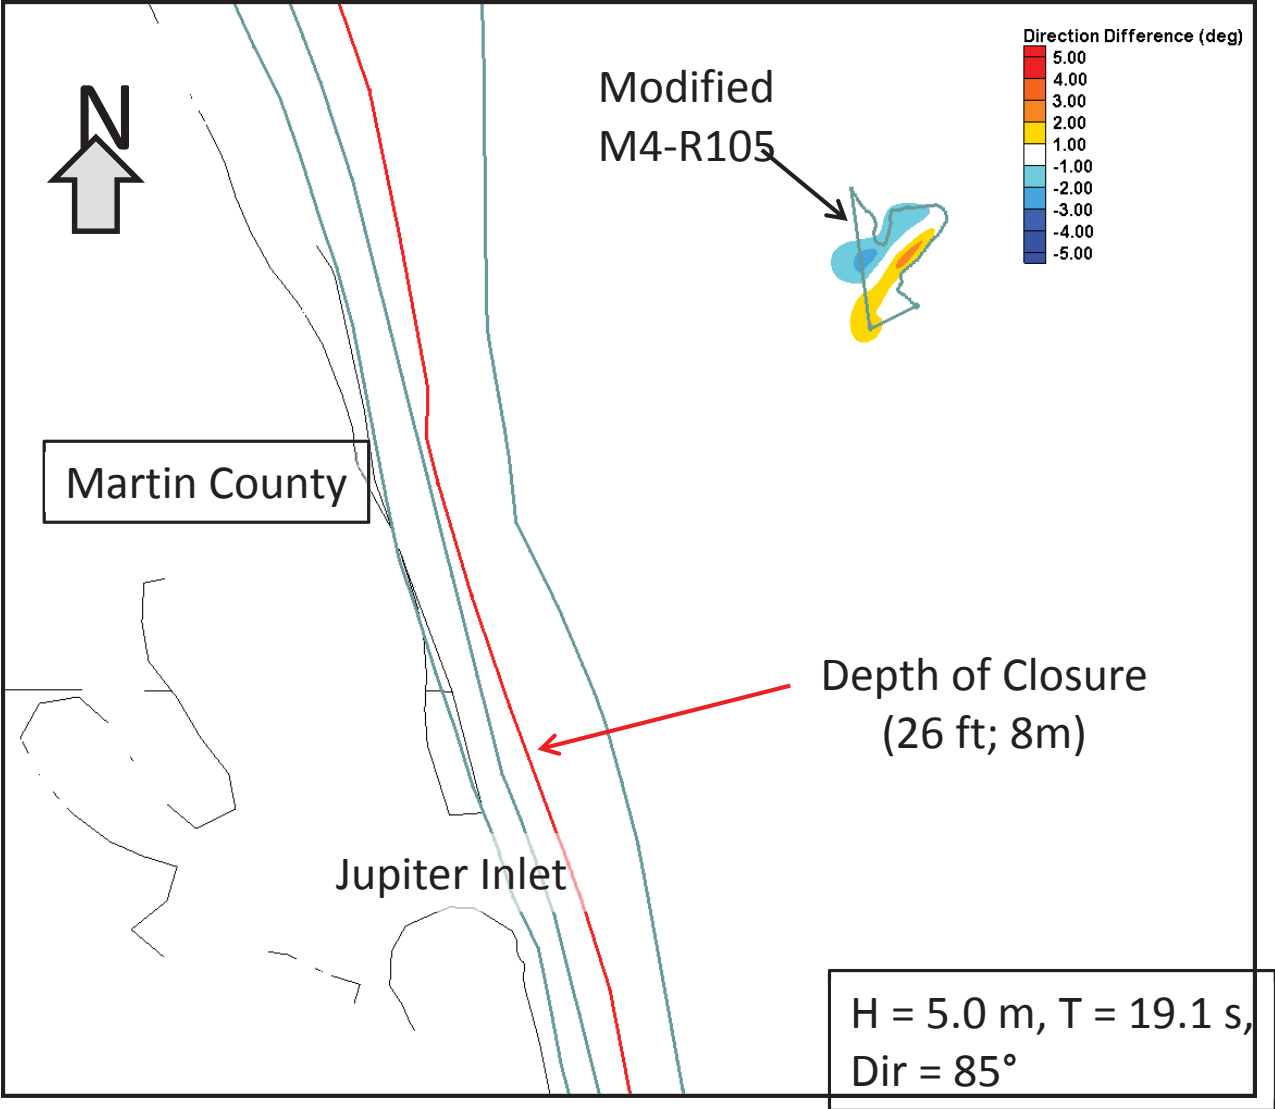 N
Modified
M4-R105
Direction Difference (deg)
5.00
4.00
3.00
2.00
1.00
-1.00
-2.00
-3.00
-4.00
-5.00
Martin County
Depth of Closure
(26 ft; 8m)
Jupiter Inlet
H = 5.0 m, T = 19.1 s,
Dir = 85°